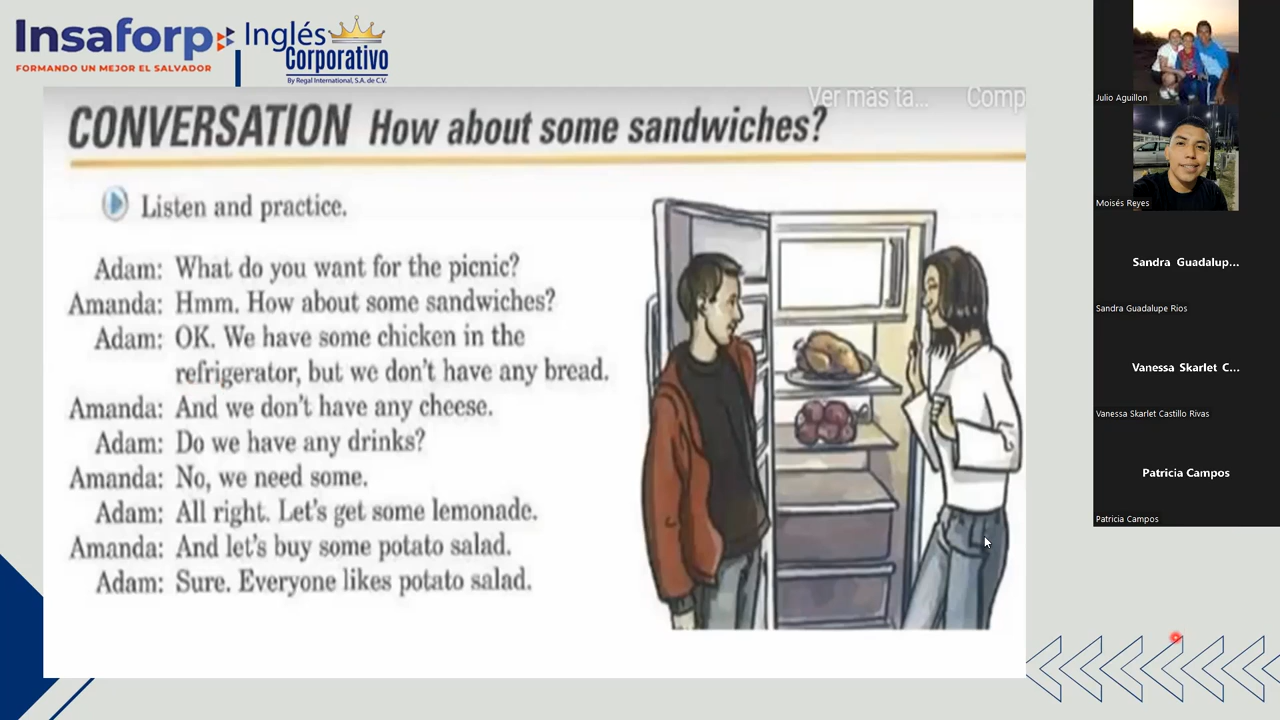 Insaforp
FORMANDO UN MEJOR EL SALVADOR
Inglés
Corporativo
By Regal International, S.A. de C.V.
Ver más ta... Comp
CONVERSATION How about some sandwiches?
Listen and practice.
Adam: What do you want for the picnic?
Amanda: Hmm. How about some sandwiches?
Adam: OK. We have some chicken in the
refrigerator, but we don't have any bread.
Amanda: And we don't have any cheese.
Adam: Do we have any drinks?
Amanda: No, we need some.
Adam: All right. Let's get some lemonade.
Amanda: And let's buy some potato salad.
Adam: Sure. Everyone likes potato salad.
Julio Aguillon
Moisés Reyes
Sandra Guadalup...
Sandra Guadalupe Rios
Vanessa Skarlet C...
Vanessa Skarlet Castillo Rivas
Patricia Campos
Patricia Campos